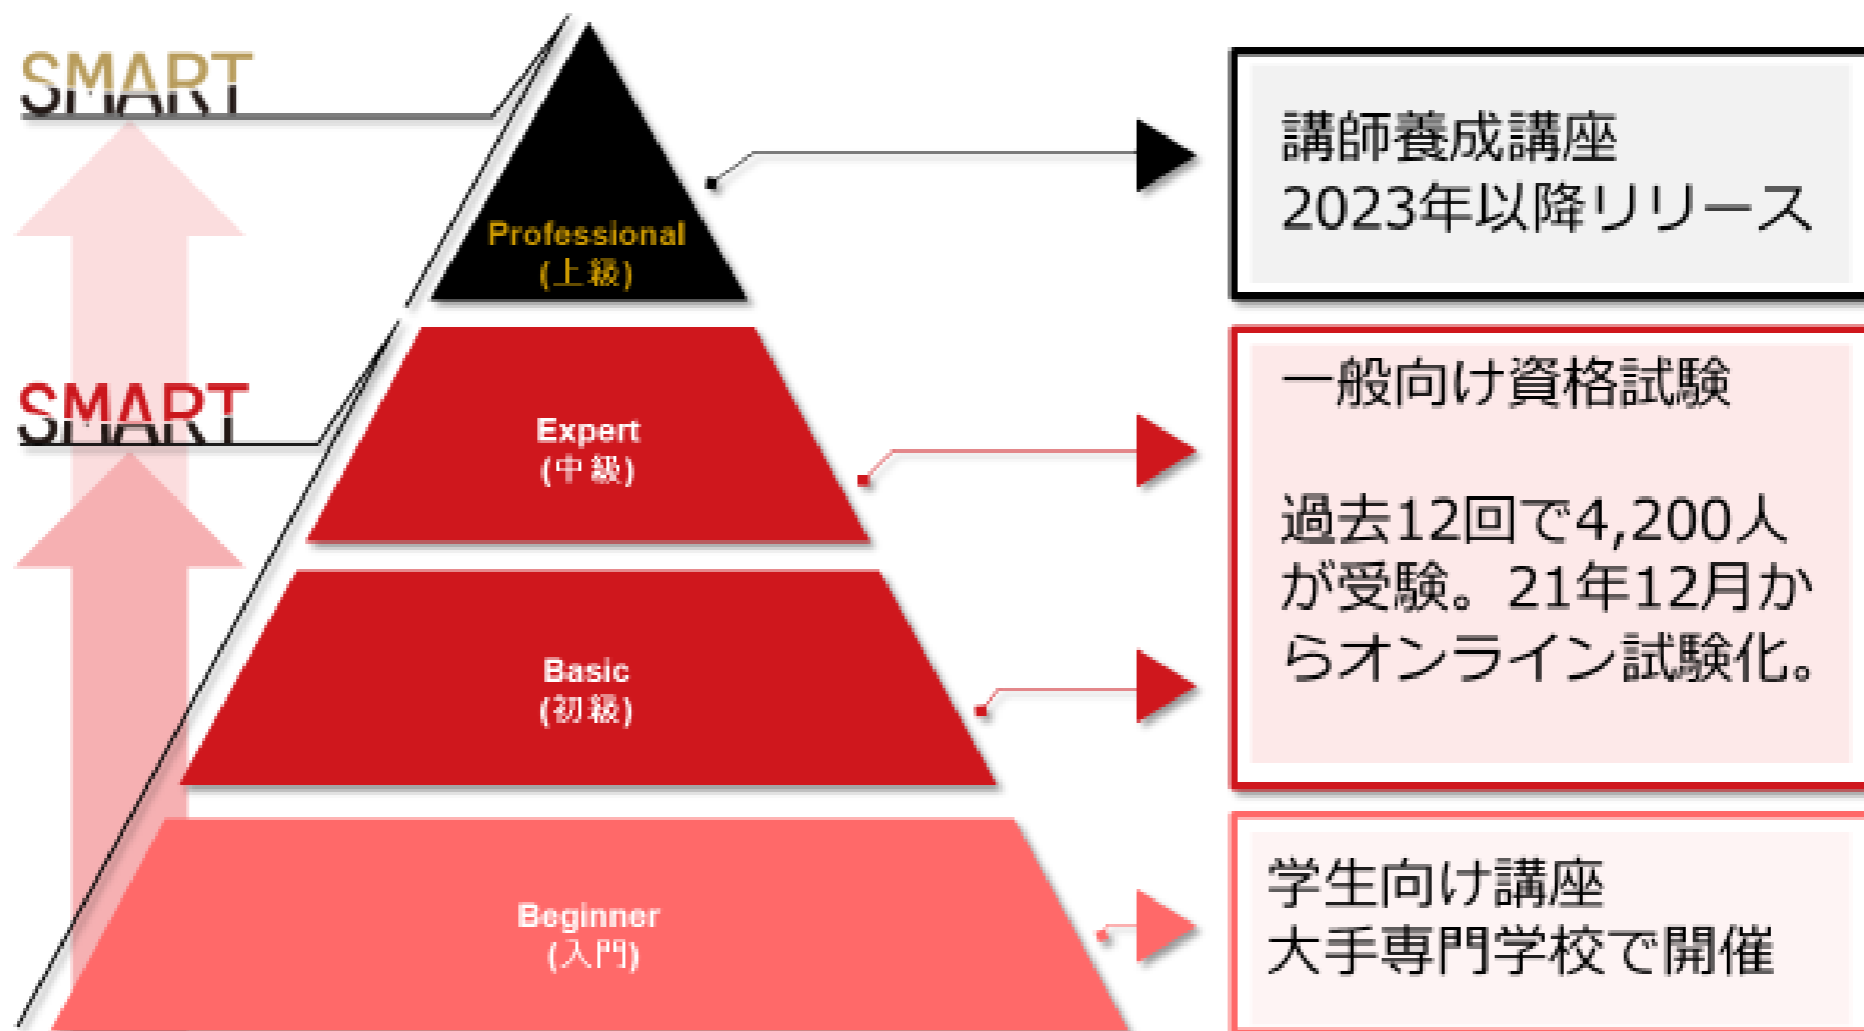 SMART
Professional
(上級)
講師養成講座
2023年以降リリース
SMART
Expert
(中級)
一般向け資格試験
過去12回で4,200人
が受験。21年12月か
らオンライン試験化。
Basic
(初級)
Beginner
(入門)
学生向け講座
大手専門学校で開催